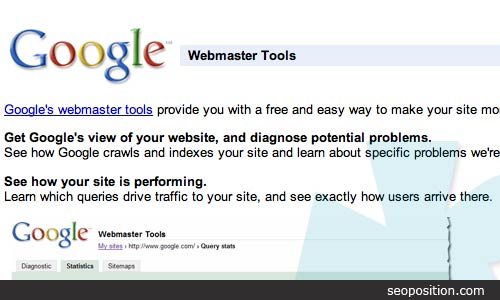 Google™
Webmaster Tools
Google's webmaster tools provide you with a free and easy way to make your site mo
Get Google's view of your website, and diagnose potential problems.
See how Google crawls and indexes your site and learn about specific problems we're
See how your site is performing.
Learn which queries drive traffic to your site, and see exactly how users arrive there.
Google
Webmaster Tools
My sites › http://www.google.com/ › Query stats
Diagnostic Statistics Sitemaps
seoposition.com